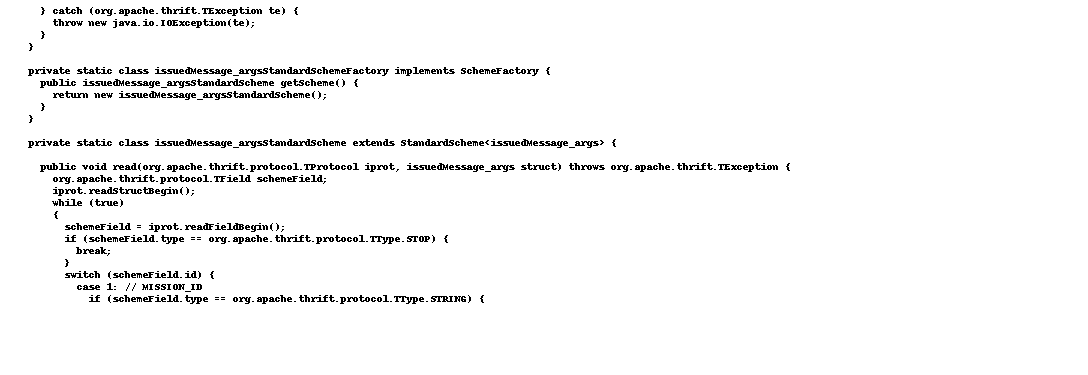 } catch (org.apache.thrift.TException te) {
throw new java.io.IOException(te);
}
}
private static class issuedMessage_argsStandardSchemeFactory implements SchemeFactory {
public issuedMessage_argsStandardScheme getScheme() {
return new issuedMessage_argsStandardScheme();
}
}
private static class issuedMessage_argsStandardScheme extends StandardScheme<issuedMessage_args> {
public void read(org.apache.thrift.protocol.TProtocol iprot, issuedMessage_args struct) throws org.apache.thrift.TException {
org.apache.thrift.protocol.TField schemeField;
iprot.readStructBegin();
while (true)
{
schemeField = iprot.readFieldBegin();
if (schemeField.type == org.apache.thrift.protocol.TType.STOP) {
break;
}
switch (schemeField.id) {
case 1: // MISSION_ID
if (schemeField.type == org.apache.thrift.protocol.TType.STRING) {